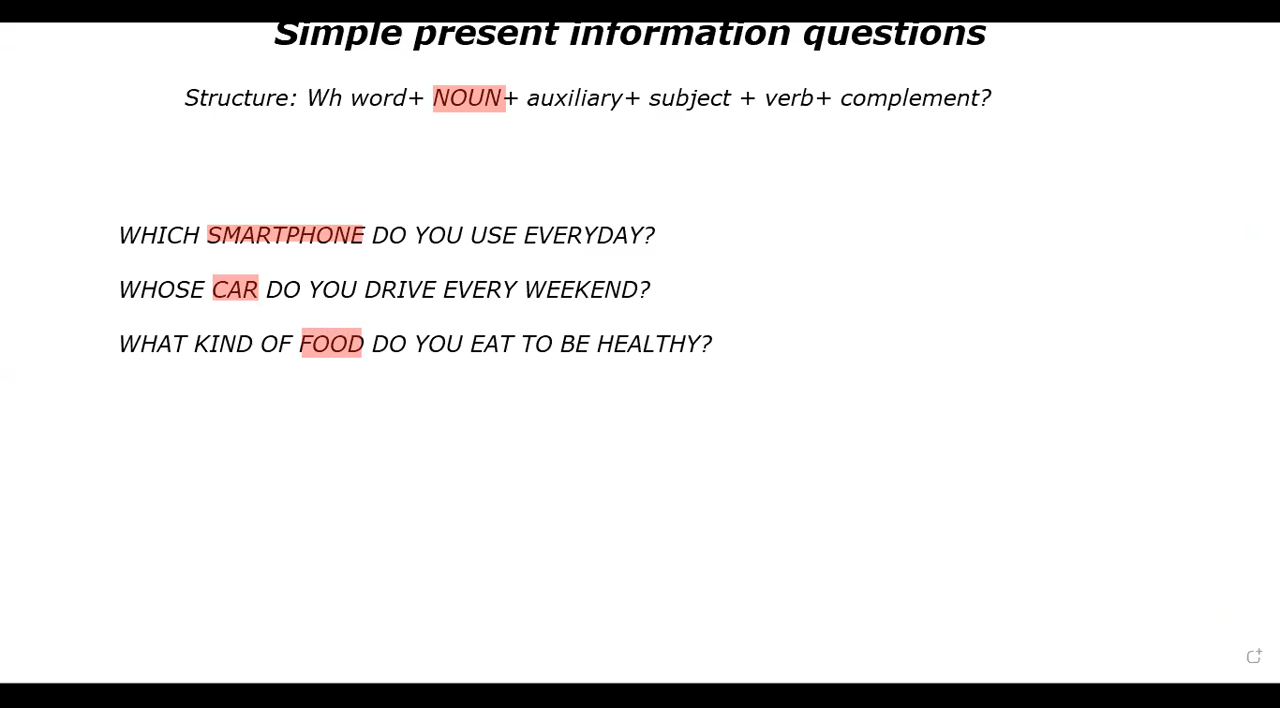 Simple present information questions
Structure: Wh word+ NOUN+ auxiliary+ subject + verb+ complement?
WHICH SMARTPHONE DO YOU USE EVERYDAY?
WHOSE CAR DO YOU DRIVE EVERY WEEKEND?
WHAT KIND OF FOOD DO YOU EAT TO BE HEALTHY?